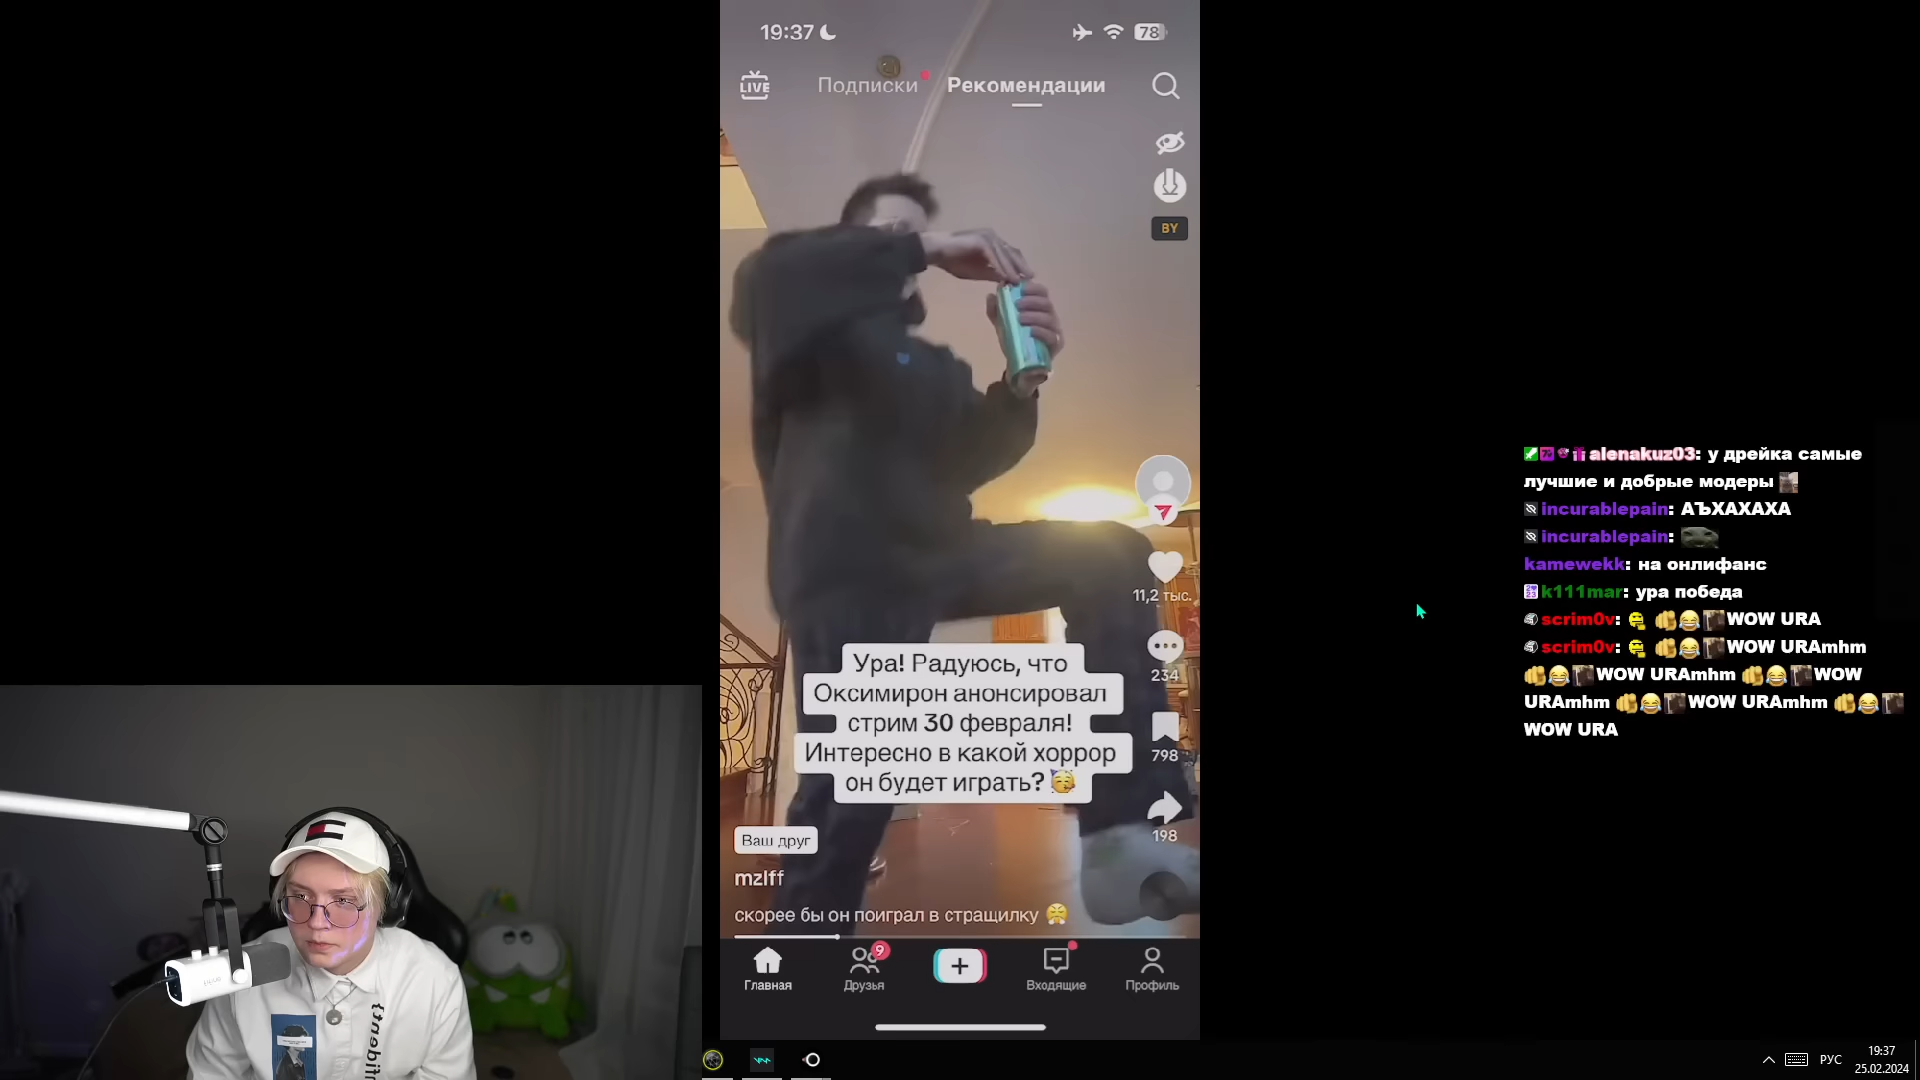 19:37
78
LIVE
Подписки
Рекомендации
BY
11,2 тыс.
234
798
198
Ура! Радуюсь, что
Оксимирон анонсировал
стрим 30 февраля!
Интересно в какой хоррор
он будет играть?
Ваш друг
mzlff
скорее бы он поиграл в стращилку
9
Главная
Друзья
Входящие
Профиль
alenakuz03: у дрейка самые
лучшие и добрые модеры
incurablepain: АЪХАХАХА
incurablepain:
kamewekk: на онлифанс
k111mar: ура победа
scrim0v: WOW URA
scrim0v: WOW URAmhm
WOW URAmhm WOW
URAmhm WOW URAmhm
WOW URA
РУС
19:37
25.02.2024